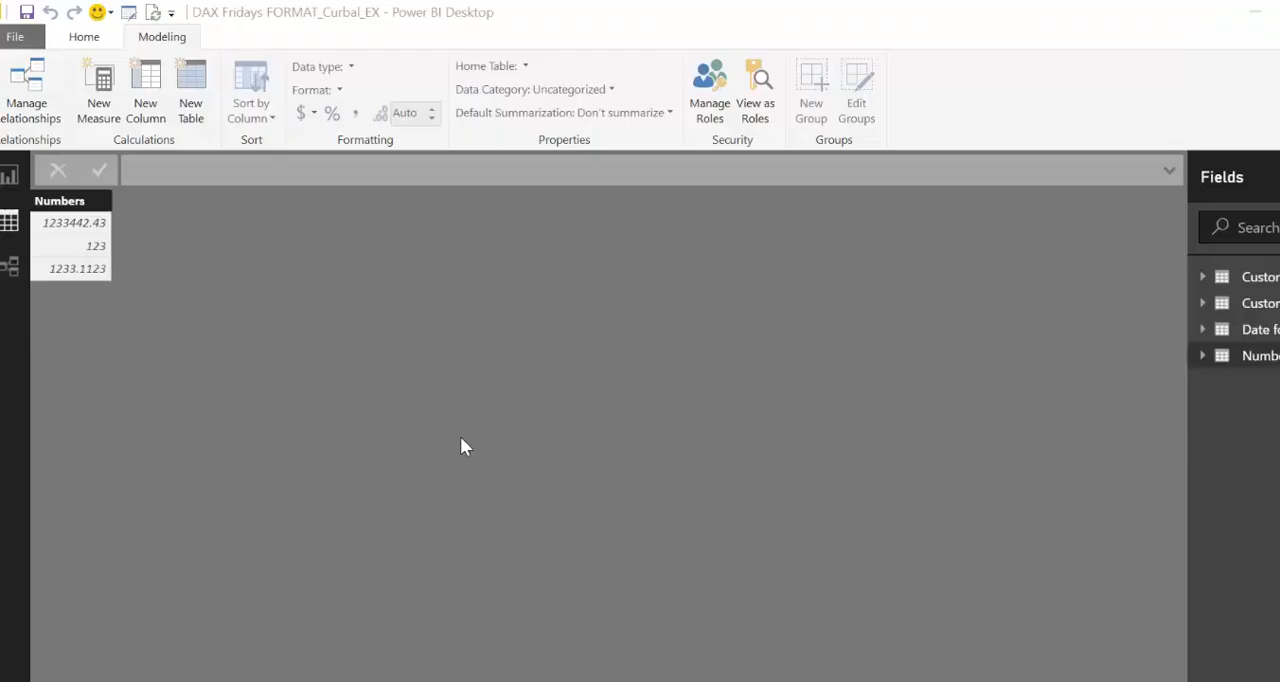 DAX Fridays FORMAT_Curbal_EX - Power BI Desktop
File Home Modeling
Manage elationships
New Measure
New Column
New Table
Sort by Column
Data type:
Format:
$ % , Auto
Home Table:
Data Category: Uncategorized
Default Summarization: Don't summarize
Manage Roles
View as Roles
New Group
Edit Groups
elationships Calculations Sort Formatting Properties Security Groups
Fields
Numbers
1233442.43
123
1233.1123
Search
Custor
Custor
Date fo
Numbe